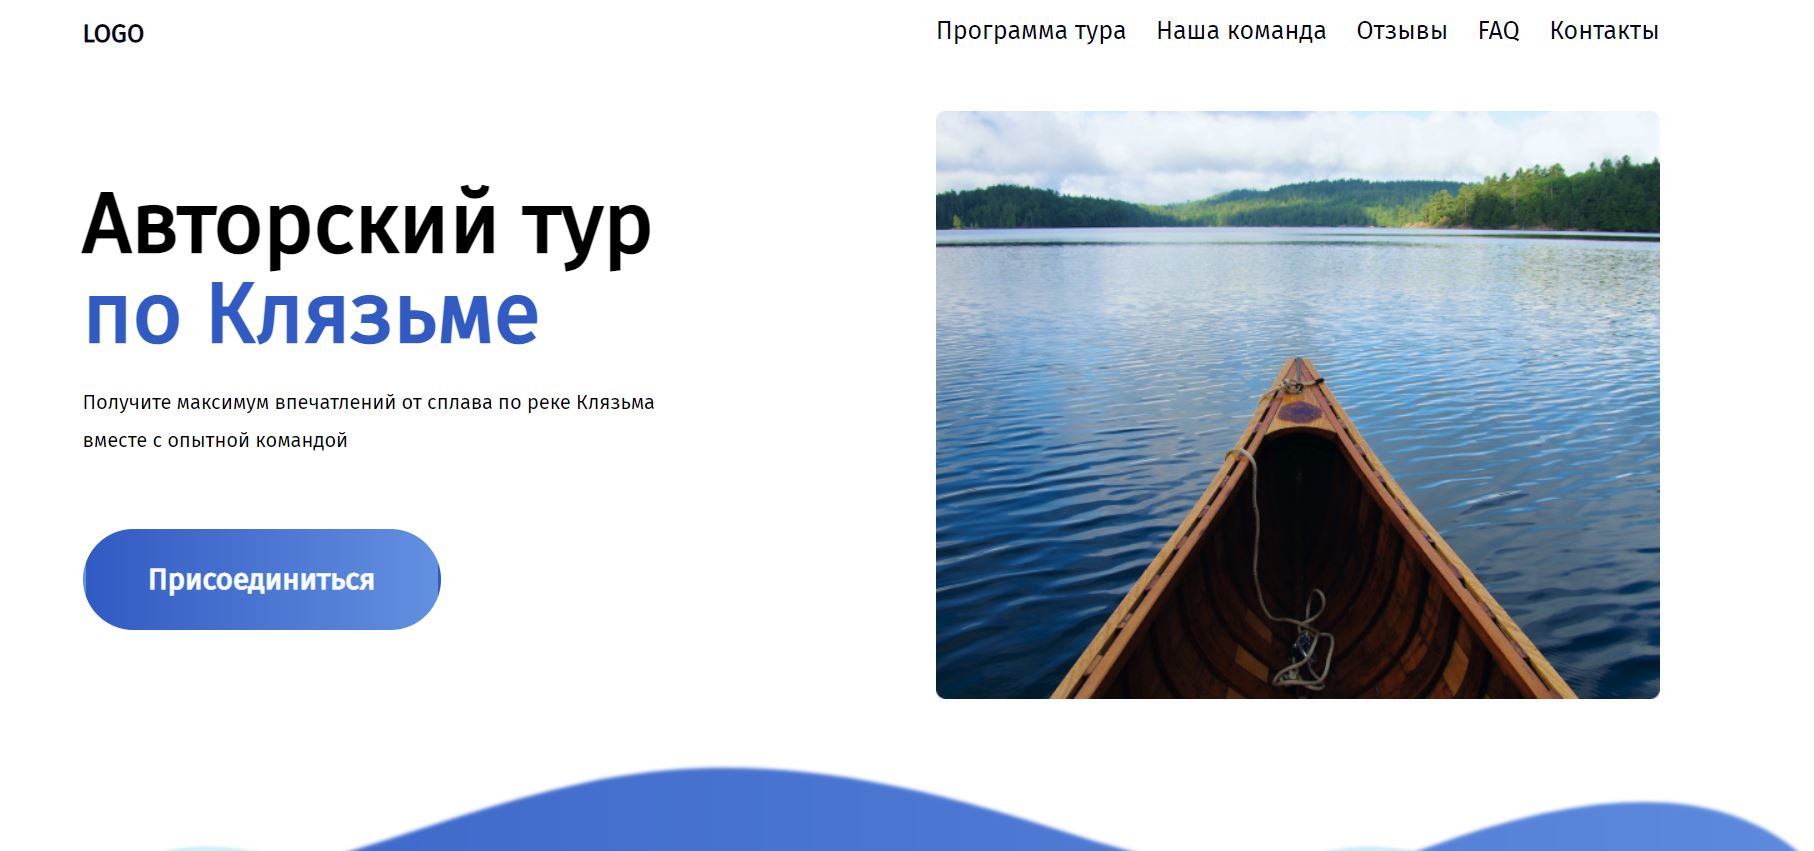 LOGO
Программа тура Наша команда Отзывы FAQ Контакты
Авторский тур
по Клязьме
Получите максимум впечатлений от сплава по реке Клязьма
вместе с опытной командой
Присоединиться